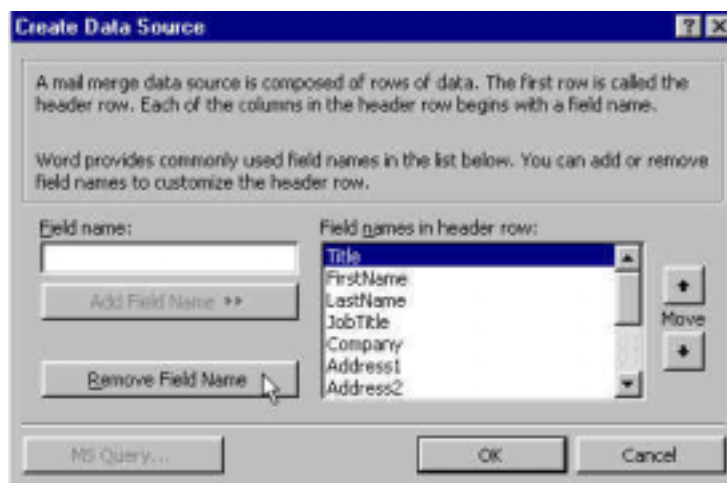 Create Data Source
A mail merge data source is composed of rows of data. The first row is called the
header row. Each of the columns in the header row begins with a field name.
Word provides commonly used field names in the list below. You can add or remove
field names to customize the header row.
Field name:
Add Field Name ►►
Remove Field Name
Field names in header row:
Title
FirstName
LastName
JobTitle
Company
Address1
Address2
Move
MS Query...
OK
Cancel